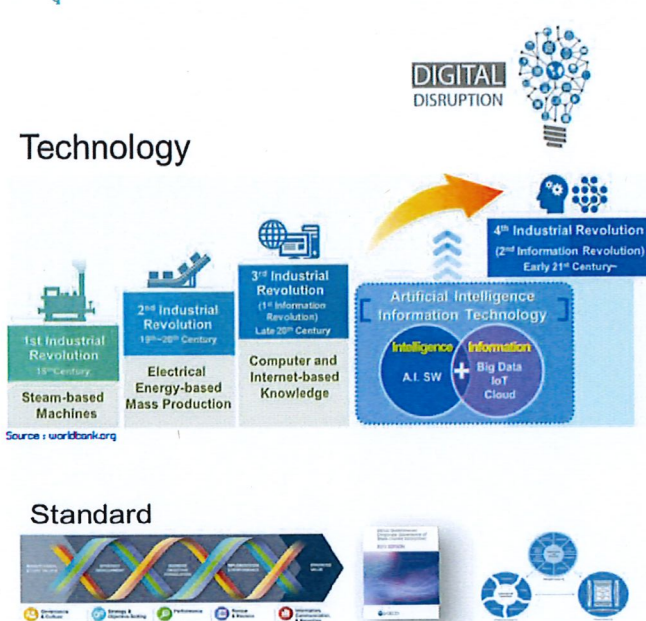 DIGITAL
DISRUPTION
Technology
4th Industrial Revolution
(2nd Information Revolution)
Early 21st Century~
3rd Industrial
Revolution
(1st Information
Revolution)
Late 20th Century
2nd Industrial
Revolution
19th~20th Century
1st Industrial
Revolution
18th Century
Artificial Intelligence
Information Technology
Intelligence
Information
A.I. SW
+
Big Data
IoT
Cloud
Computer and
Internet-based
Knowledge
Electrical
Energy-based
Mass Production
Steam-based
Machines
Source : worldbank.org
Standard
Governance
& Culture
Strategy &
Objective-Setting
Performance
Review
& Revision
Information,
Communication,